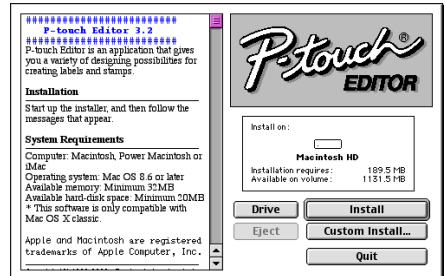 ########################
P-touch Editor 3.2
########################
P-touch Editor is an application that gives
you a variety of designing possibilities for
creating labels and stamps.
Installation
Start up the installer, and then follow the
messages that appear.
System Requirements
Computer: Macintosh, Power Macintosh or
iMac
Operating system: Mac OS 8.6 or later
Available memory: Minimum 32MB
Available hard-disk space: Minimum 20MB
* This software is only compatible with
Mac OS X classic.
Apple and Macintosh are registered
trademarks of Apple Computer, Inc.
P-touch®
EDITOR
Install on:
Macintosh HD
Installation requires: 189.5 MB
Available on volume: 1131.5 MB
Drive
Install
Eject
Custom Install...
Quit